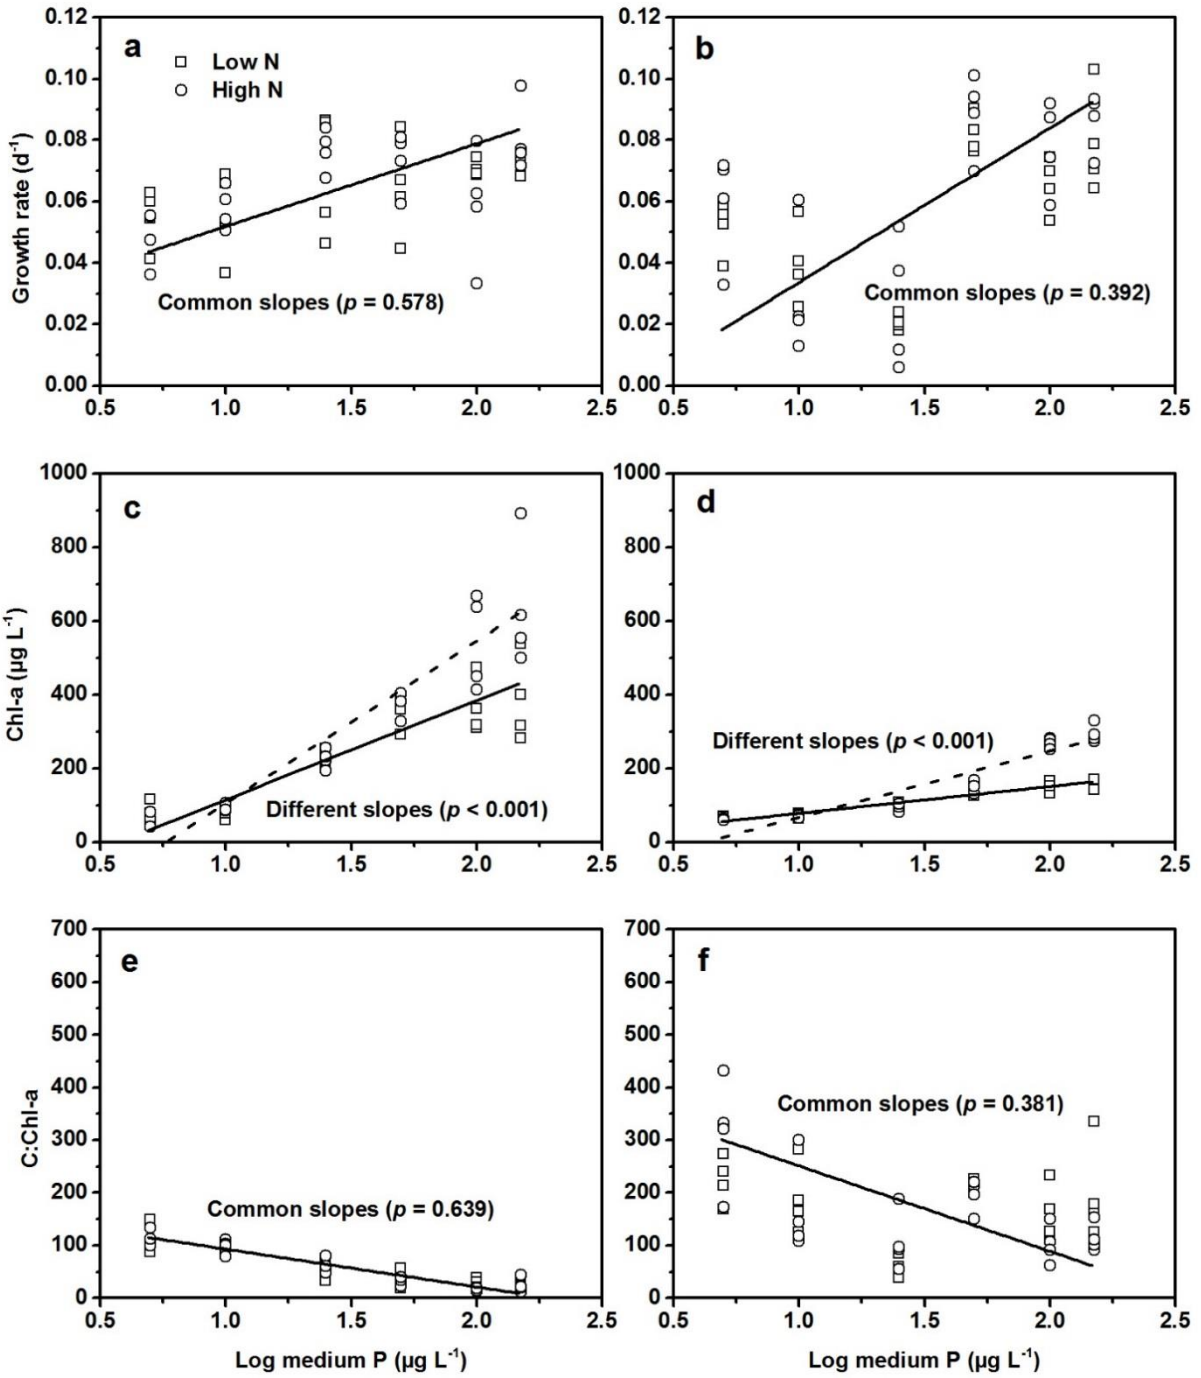 0.12
0.10
0.08
0.06
0.04
0.02
0.00
Growth rate (d⁻¹)
a
Low N
High N
Common slopes (p = 0.578)
0.5 1.0 1.5 2.0 2.5
0.12
0.10
0.08
0.06
0.04
0.02
0.00
b
Common slopes (p = 0.392)
0.5 1.0 1.5 2.0 2.5
1000
800
600
400
200
0
Chl-a (µg L⁻¹)
c
Different slopes (p < 0.001)
0.5 1.0 1.5 2.0 2.5
1000
800
600
400
200
0
d
Different slopes (p < 0.001)
0.5 1.0 1.5 2.0 2.5
700
600
500
400
300
200
100
0
C:Chl-a
e
Common slopes (p = 0.639)
0.5 1.0 1.5 2.0 2.5
Log medium P (µg L⁻¹)
700
600
500
400
300
200
100
0
f
Common slopes (p = 0.381)
0.5 1.0 1.5 2.0 2.5
Log medium P (µg L⁻¹)